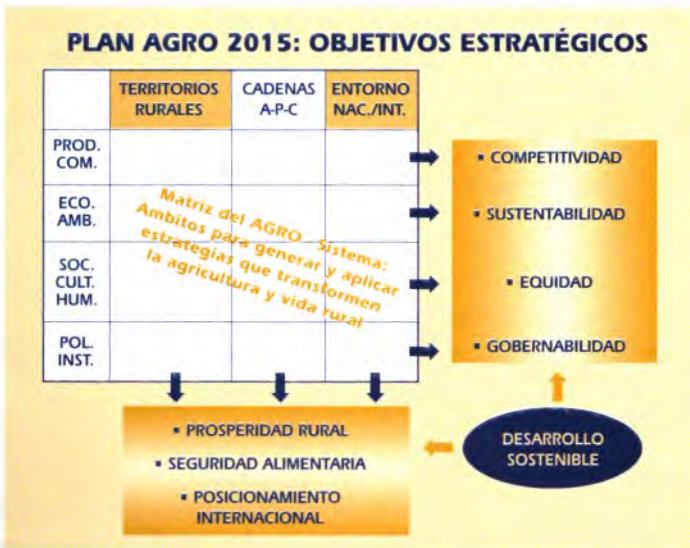 PLAN AGRO 2015: OBJETIVOS ESTRATÉGICOS
TERRITORIOS
RURALES
CADENAS
A-P-C
ENTORNO
NAC./INT.
PROD.
COM.
ECO.
AMB.
SOC.
CULT.
HUM.
POL.
INST.
Matriz del AGRO - Sistema:
Ambitos para generar y aplicar
estrategias que transformen
la agricultura y vida rural
▪ COMPETITIVIDAD
▪ SUSTENTABILIDAD
▪ EQUIDAD
▪ GOBERNABILIDAD
▪ PROSPERIDAD RURAL
▪ SEGURIDAD ALIMENTARIA
▪ POSICIONAMIENTO
INTERNACIONAL
DESARROLLO
SOSTENIBLE